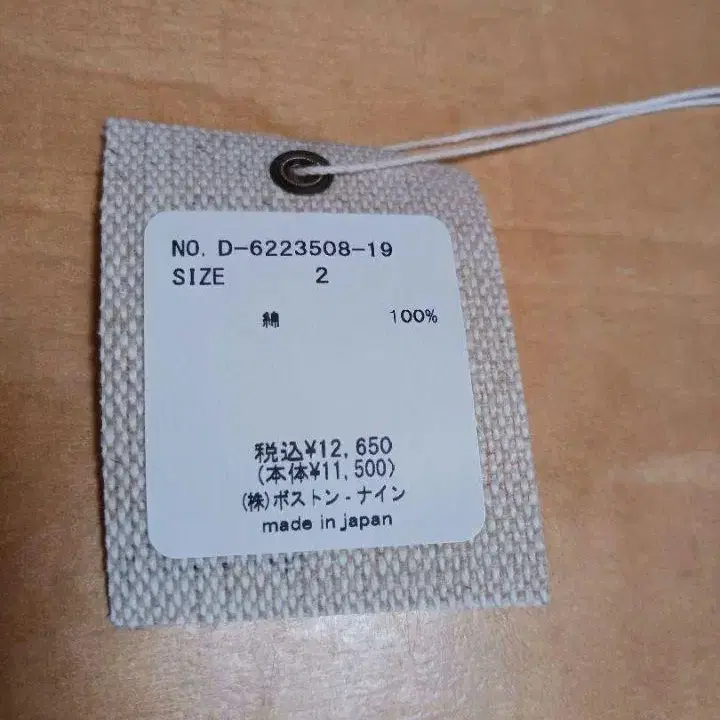 NO. D-6223508-19
SIZE 2
綿 100%
税込¥12,650
(本体¥11,500)
(株)ボストン-ナイン
made in japan